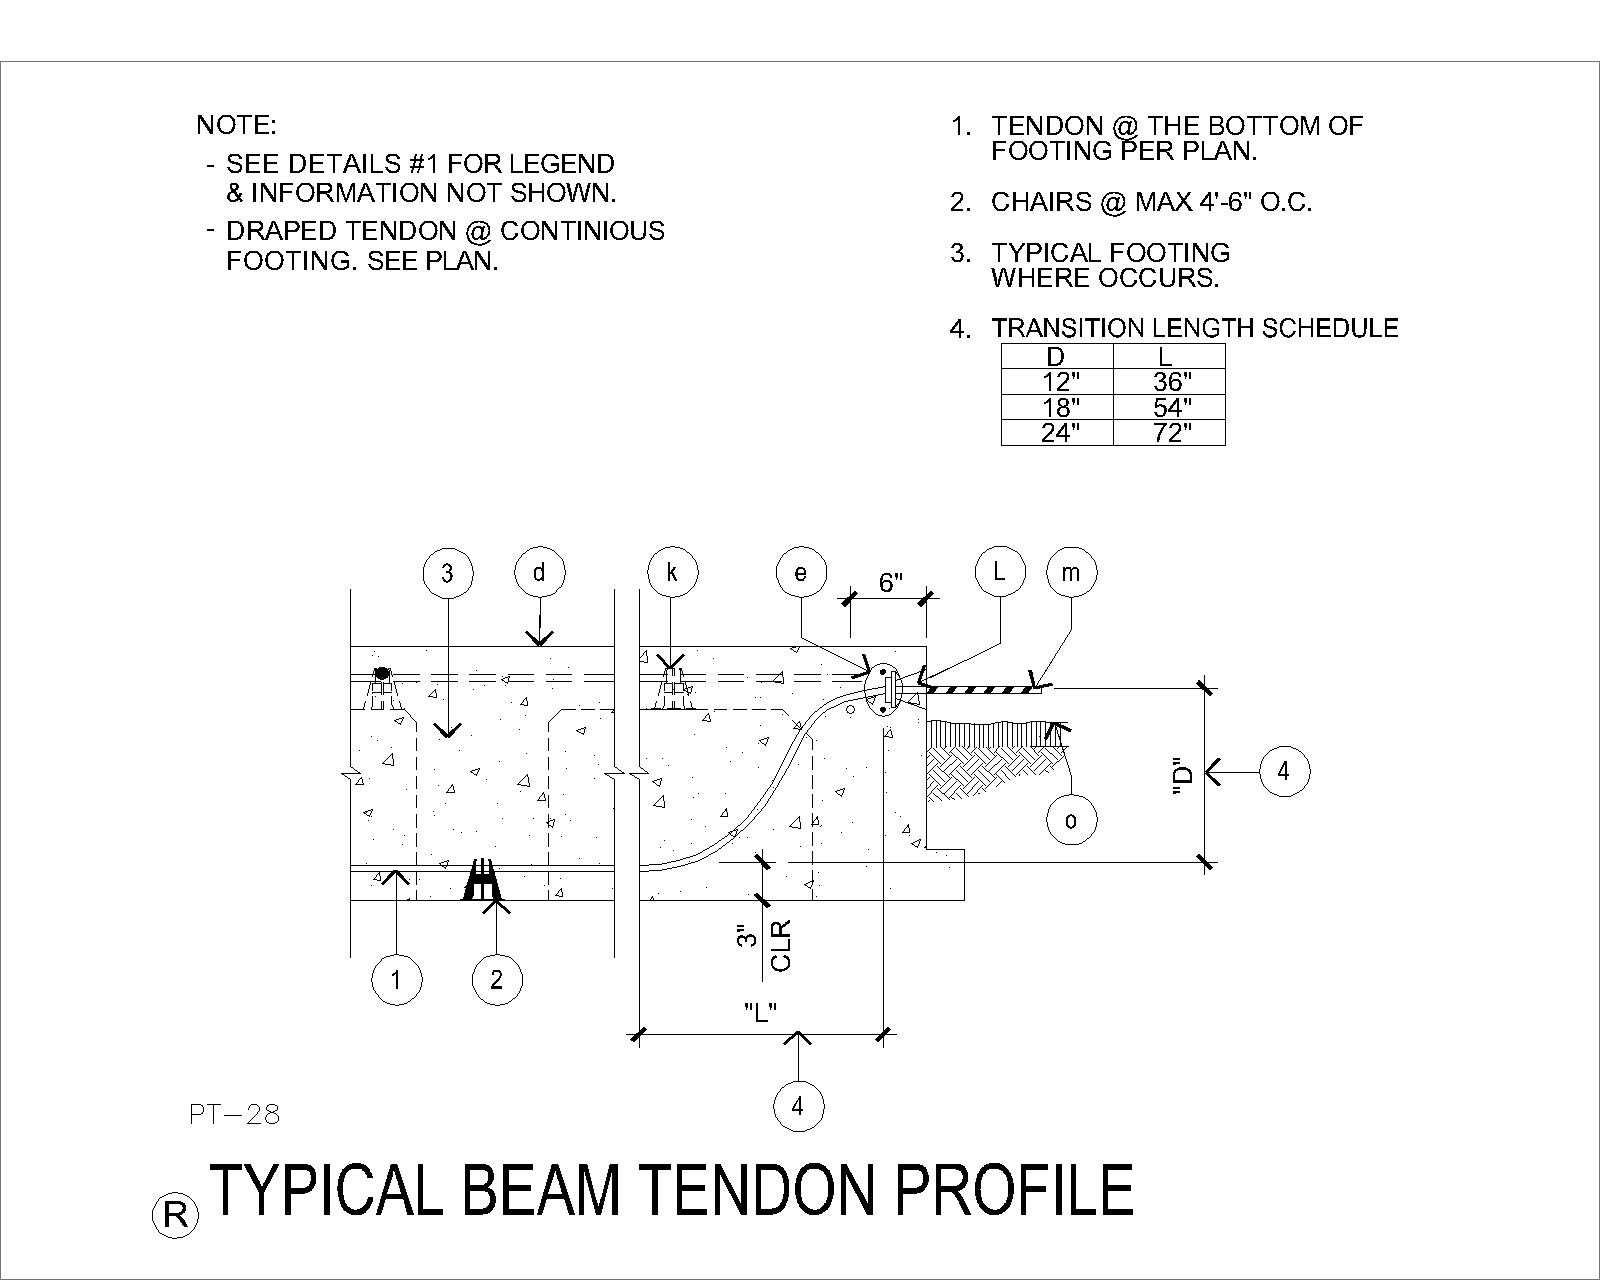 NOTE:
- SEE DETAILS #1 FOR LEGEND
& INFORMATION NOT SHOWN.
- DRAPED TENDON @ CONTINIOUS
FOOTING. SEE PLAN.
1. TENDON @ THE BOTTOM OF
FOOTING PER PLAN.
2. CHAIRS @ MAX 4'-6" O.C.
3. TYPICAL FOOTING
WHERE OCCURS.
4. TRANSITION LENGTH SCHEDULE
D L
12" 36"
18" 54"
24" 72"
3 d k e 6" L m
"D" 4
o
3" CLR
1 2
"L"
4
PT-28
R TYPICAL BEAM TENDON PROFILE